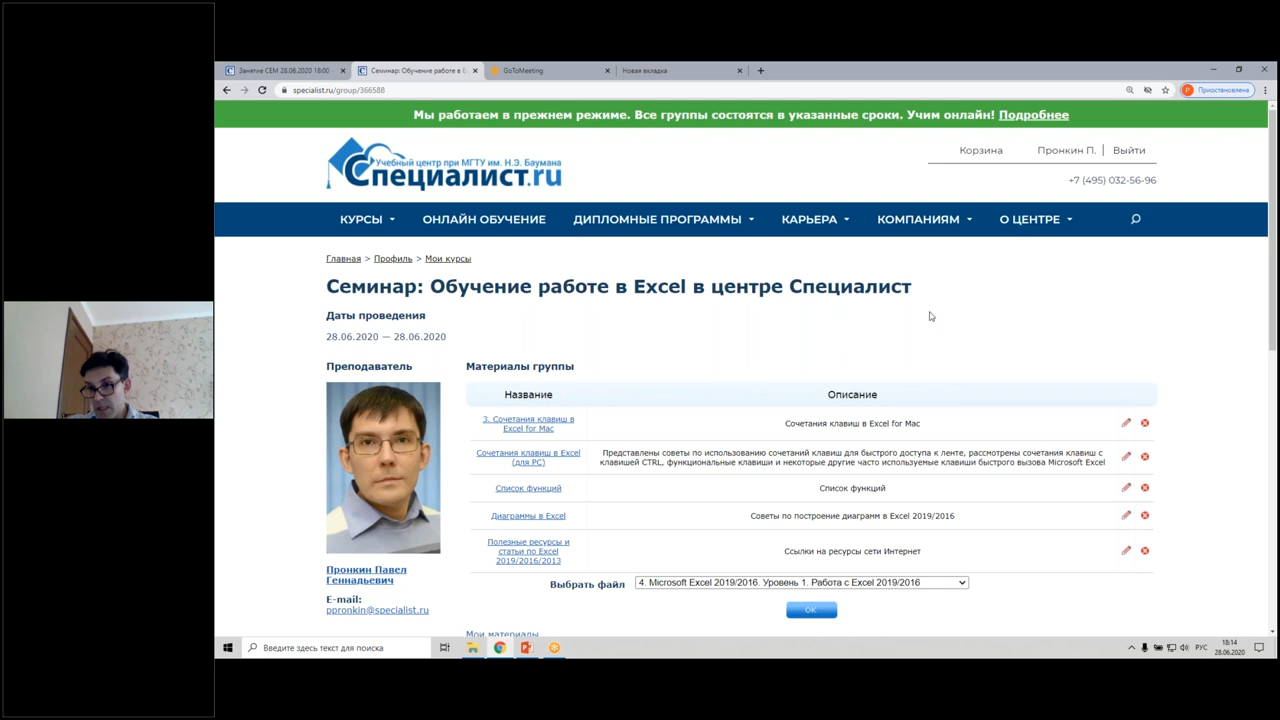 Занятие СЕМ 28.06.2020 18:00 -
Семинар: Обучение работе в E
GoToMeeting
Новая вкладка
specialist.ru/group/366588
Приостановлена
Мы работаем в прежнем режиме. Все группы состоятся в указанные сроки. Учим онлайн! Подробнее
Учебный центр при МГТУ им. Н.Э. Баумана
Специалист.ru
Корзина Пронкин П. Выйти
+7 (495) 032-56-96
КУРСЫ ОНЛАЙН ОБУЧЕНИЕ ДИПЛОМНЫЕ ПРОГРАММЫ КАРЬЕРА КОМПАНИЯМ О ЦЕНТРЕ
Главная > Профиль > Мои курсы
Семинар: Обучение работе в Excel в центре Специалист
Даты проведения
28.06.2020 — 28.06.2020
Преподаватель
Пронкин Павел
Геннадьевич
E-mail:
ppronkin@specialist.ru
Материалы группы
Название Описание
3. Сочетания клавиш в
Excel for Mac
Сочетания клавиш в Excel for Mac
Сочетания клавиш в Excel
(для PC)
Представлены советы по использованию сочетаний клавиш для быстрого доступа к ленте, рассмотрены сочетания клавиш с
клавишей CTRL, функциональные клавиши и некоторые другие часто используемые клавиши быстрого вызова Microsoft Excel
Список функций
Список функций
Диаграммы в Excel
Советы по построение диаграмм в Excel 2019/2016
Полезные ресурсы и
статьи по Excel
2019/2016/2013
Ссылки на ресурсы сети Интернет
Выбрать файл 4. Microsoft Excel 2019/2016. Уровень 1. Работа с Excel 2019/2016
OK
Мои материалы
Введите здесь текст для поиска
РУС
18:14
28.06.2020